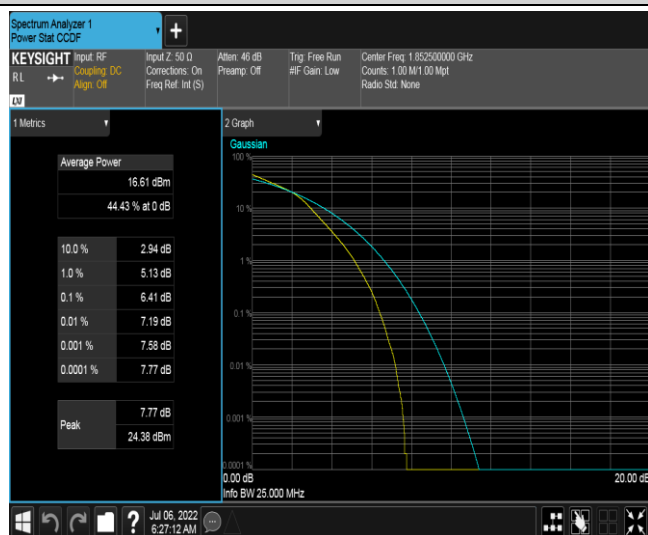 Spectrum Analyzer 1
Power Stat CCDF
+
KEYSIGHT
RL
LXI
Input: RF
Coupling: DC
Align: Off
Input Z: 50 Ω
Corrections: On
Freq Ref: Int (S)
Atten: 46 dB
Preamp: Off
Trig: Free Run
#IF Gain: Low
Center Freq: 1.852500000 GHz
Counts: 1.00 M/1.00 Mpt
Radio Std: None
1 Metrics
Average Power
16.61 dBm
44.43 % at 0 dB
10.0 % 2.94 dB
1.0 % 5.13 dB
0.1 % 6.41 dB
0.01 % 7.19 dB
0.001 % 7.58 dB
0.0001 % 7.77 dB
Peak
7.77 dB
24.38 dBm
2 Graph
Gaussian
100 %
10 %
1 %
0.1 %
0.01 %
0.001 %
0.0001 %
0.00 dB
20.00 dB
Info BW 25.000 MHz
?
Jul 06, 2022
6:27:12 AM